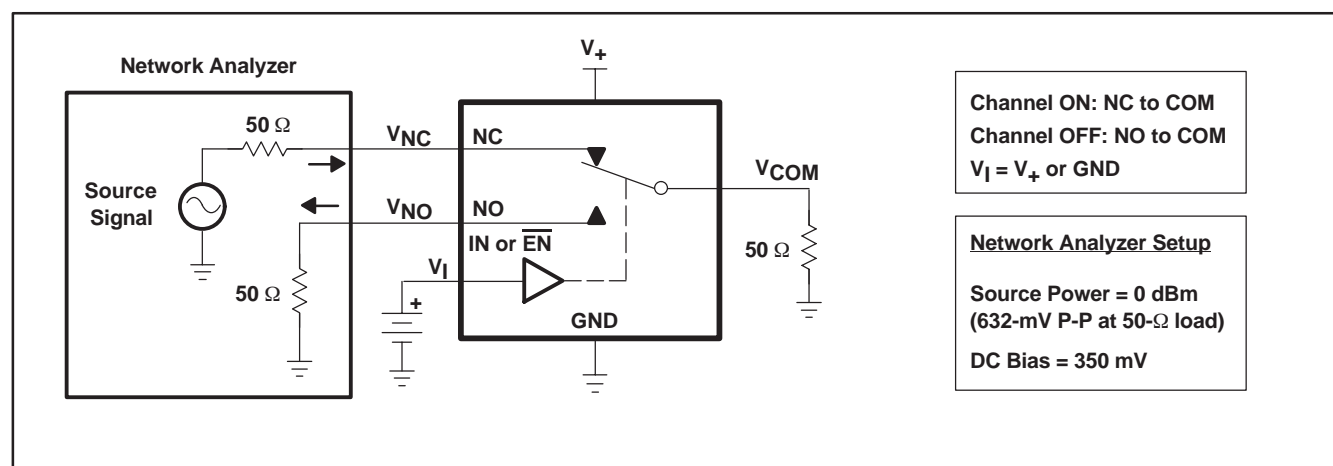 Network Analyzer
50 Ω
Source
Signal
50 Ω
V+
VNC
NC
VNO
NO
IN or E̅N̅
VI
+
GND
VCOM
50 Ω
Channel ON: NC to COM
Channel OFF: NO to COM
VI = V+ or GND
Network Analyzer Setup
Source Power = 0 dBm
(632-mV P-P at 50-Ω load)
DC Bias = 350 mV